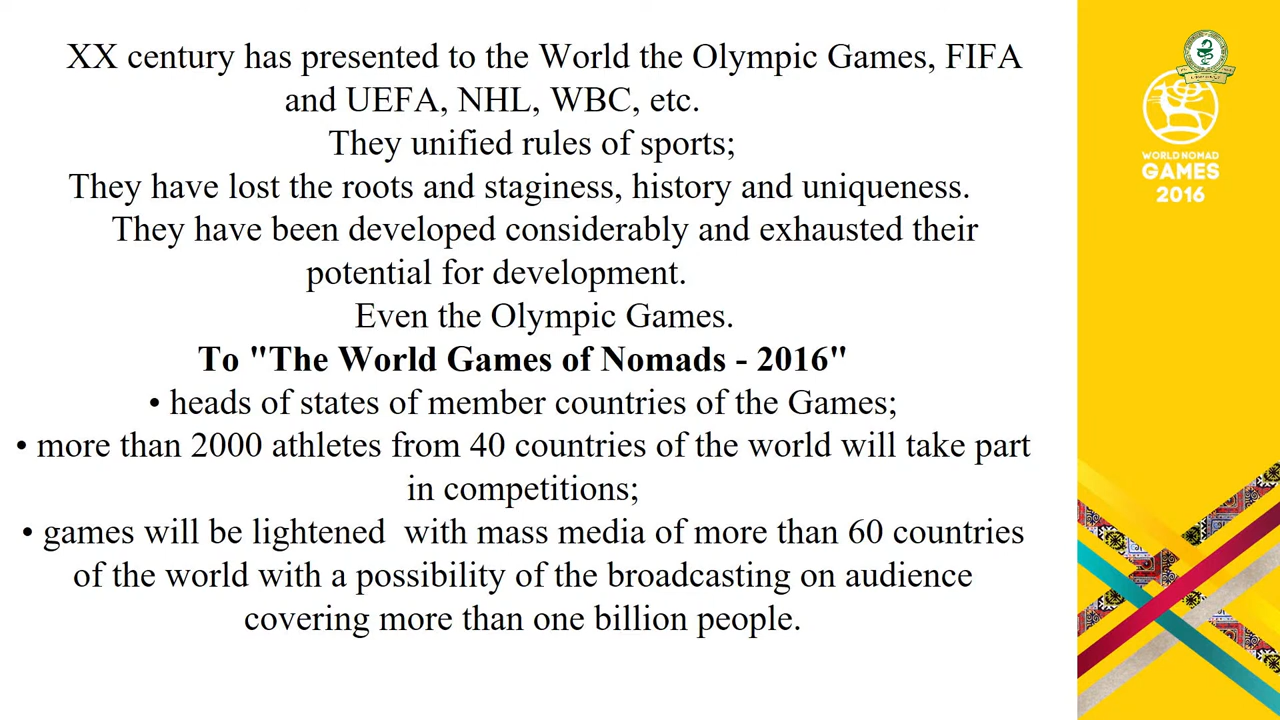 XX century has presented to the World the Olympic Games, FIFA
and UEFA, NHL, WBC, etc.
They unified rules of sports;
They have lost the roots and staginess, history and uniqueness.
They have been developed considerably and exhausted their
potential for development.
Even the Olympic Games.
To "The World Games of Nomads - 2016"
• heads of states of member countries of the Games;
• more than 2000 athletes from 40 countries of the world will take part
in competitions;
• games will be lightened  with mass media of more than 60 countries
of the world with a possibility of the broadcasting on audience
covering more than one billion people.
WORLD NOMAD
GAMES
2016